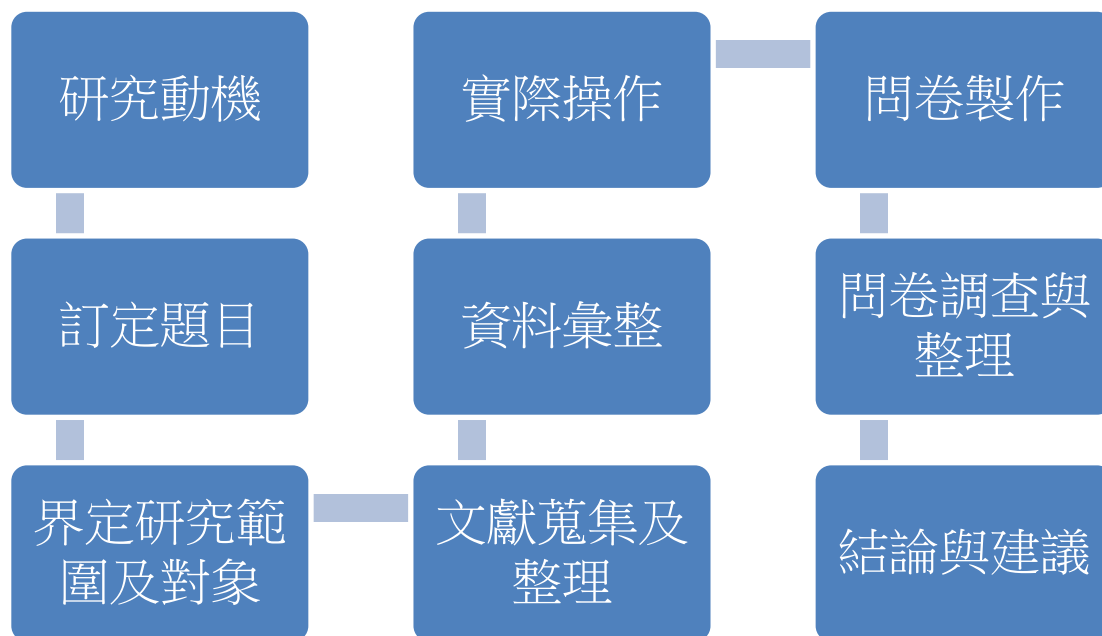 研究動機
訂定題目
界定研究範
圍及對象
文獻蒐集及
整理
資料彙整
實際操作
問卷製作
問卷調查與
整理
結論與建議